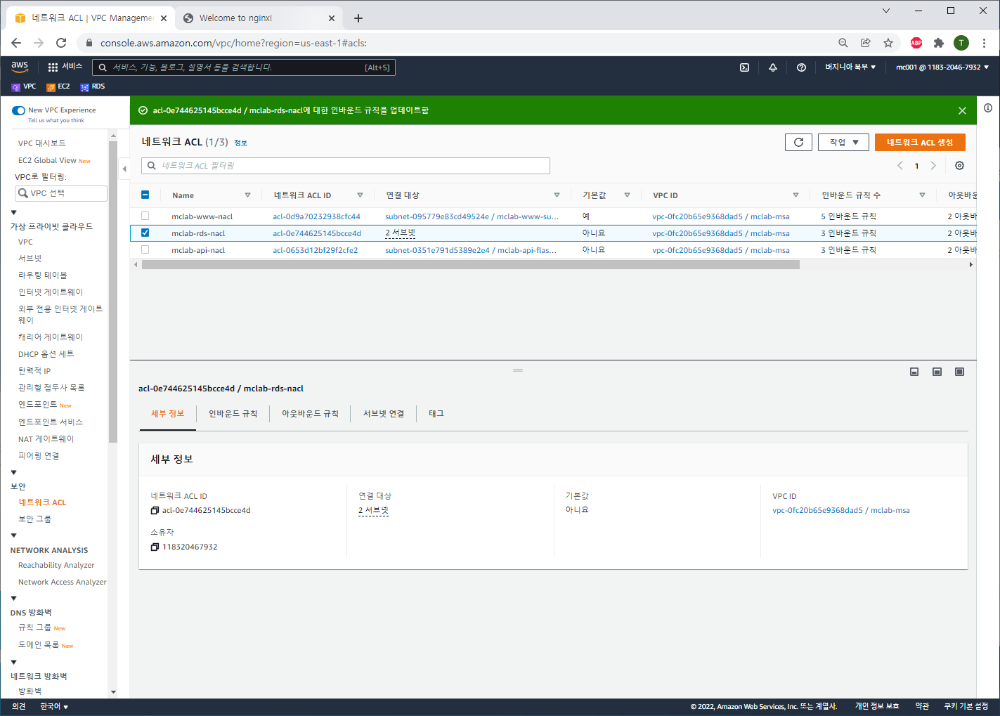 네트워크 ACL | VPC Manageme
Welcome to nginx!
console.aws.amazon.com/vpc/home?region=us-east-1#acls:
ABP
T
aws
서비스
서비스, 기능, 블로그, 설명서 등을 검색합니다.
[Alt+S]
버지니아 북부 ▼
mc001 @ 1183-2046-7932 ▼
VPC
EC2
RDS
New VPC Experience
Tell us what you think
acl-0e744625145bcce4d / mclab-rds-nacl에 대한 인바운드 규칙을 업데이트함
VPC 대시보드
EC2 Global View New
VPC로 필터링:
VPC 선택
가상 프라이빗 클라우드
VPC
서브넷
라우팅 테이블
인터넷 게이트웨이
외부 전용 인터넷 게이트
웨이
캐리어 게이트웨이
DHCP 옵션 세트
탄력적 IP
관리형 접두사 목록
엔드포인트 New
엔드포인트 서비스
NAT 게이트웨이
피어링 연결
보안
네트워크 ACL
보안 그룹
NETWORK ANALYSIS
Reachability Analyzer
Network Access Analyzer
DNS 방화벽
규칙 그룹 New
도메인 목록 New
네트워크 방화벽
방화벽
네트워크 ACL (1/3) 정보
작업 ▼
네트워크 ACL 생성
네트워크 ACL 필터링
1
Name 네트워크 ACL ID 연결 대상 기본값 VPC ID 인바운드 규칙 수 아웃바운
mclab-www-nacl acl-0d9a70232938cfc44 subnet-095779e83cd49524e / mclab-www-su... 예 vpc-0fc20b65e9368dad5 / mclab-msa 5 인바운드 규칙 2 아웃바
mclab-rds-nacl acl-0e744625145bcce4d 2 서브넷 아니요 vpc-0fc20b65e9368dad5 / mclab-msa 3 인바운드 규칙 2 아웃바
mclab-api-nacl acl-0653d12bf29f2cfe2 subnet-0351e791d5389e2e4 / mclab-api-flas... 아니요 vpc-0fc20b65e9368dad5 / mclab-msa 3 인바운드 규칙 2 아웃바
acl-0e744625145bcce4d / mclab-rds-nacl
세부 정보
인바운드 규칙
아웃바운드 규칙
서브넷 연결
태그
세부 정보
네트워크 ACL ID
acl-0e744625145bcce4d
연결 대상
2 서브넷
기본값
아니요
VPC ID
vpc-0fc20b65e9368dad5 / mclab-msa
소유자
118320467932
의견
한국어 ▼
© 2022, Amazon Web Services, Inc. 또는 계열사.
개인 정보 보호
약관
쿠키 기본 설정